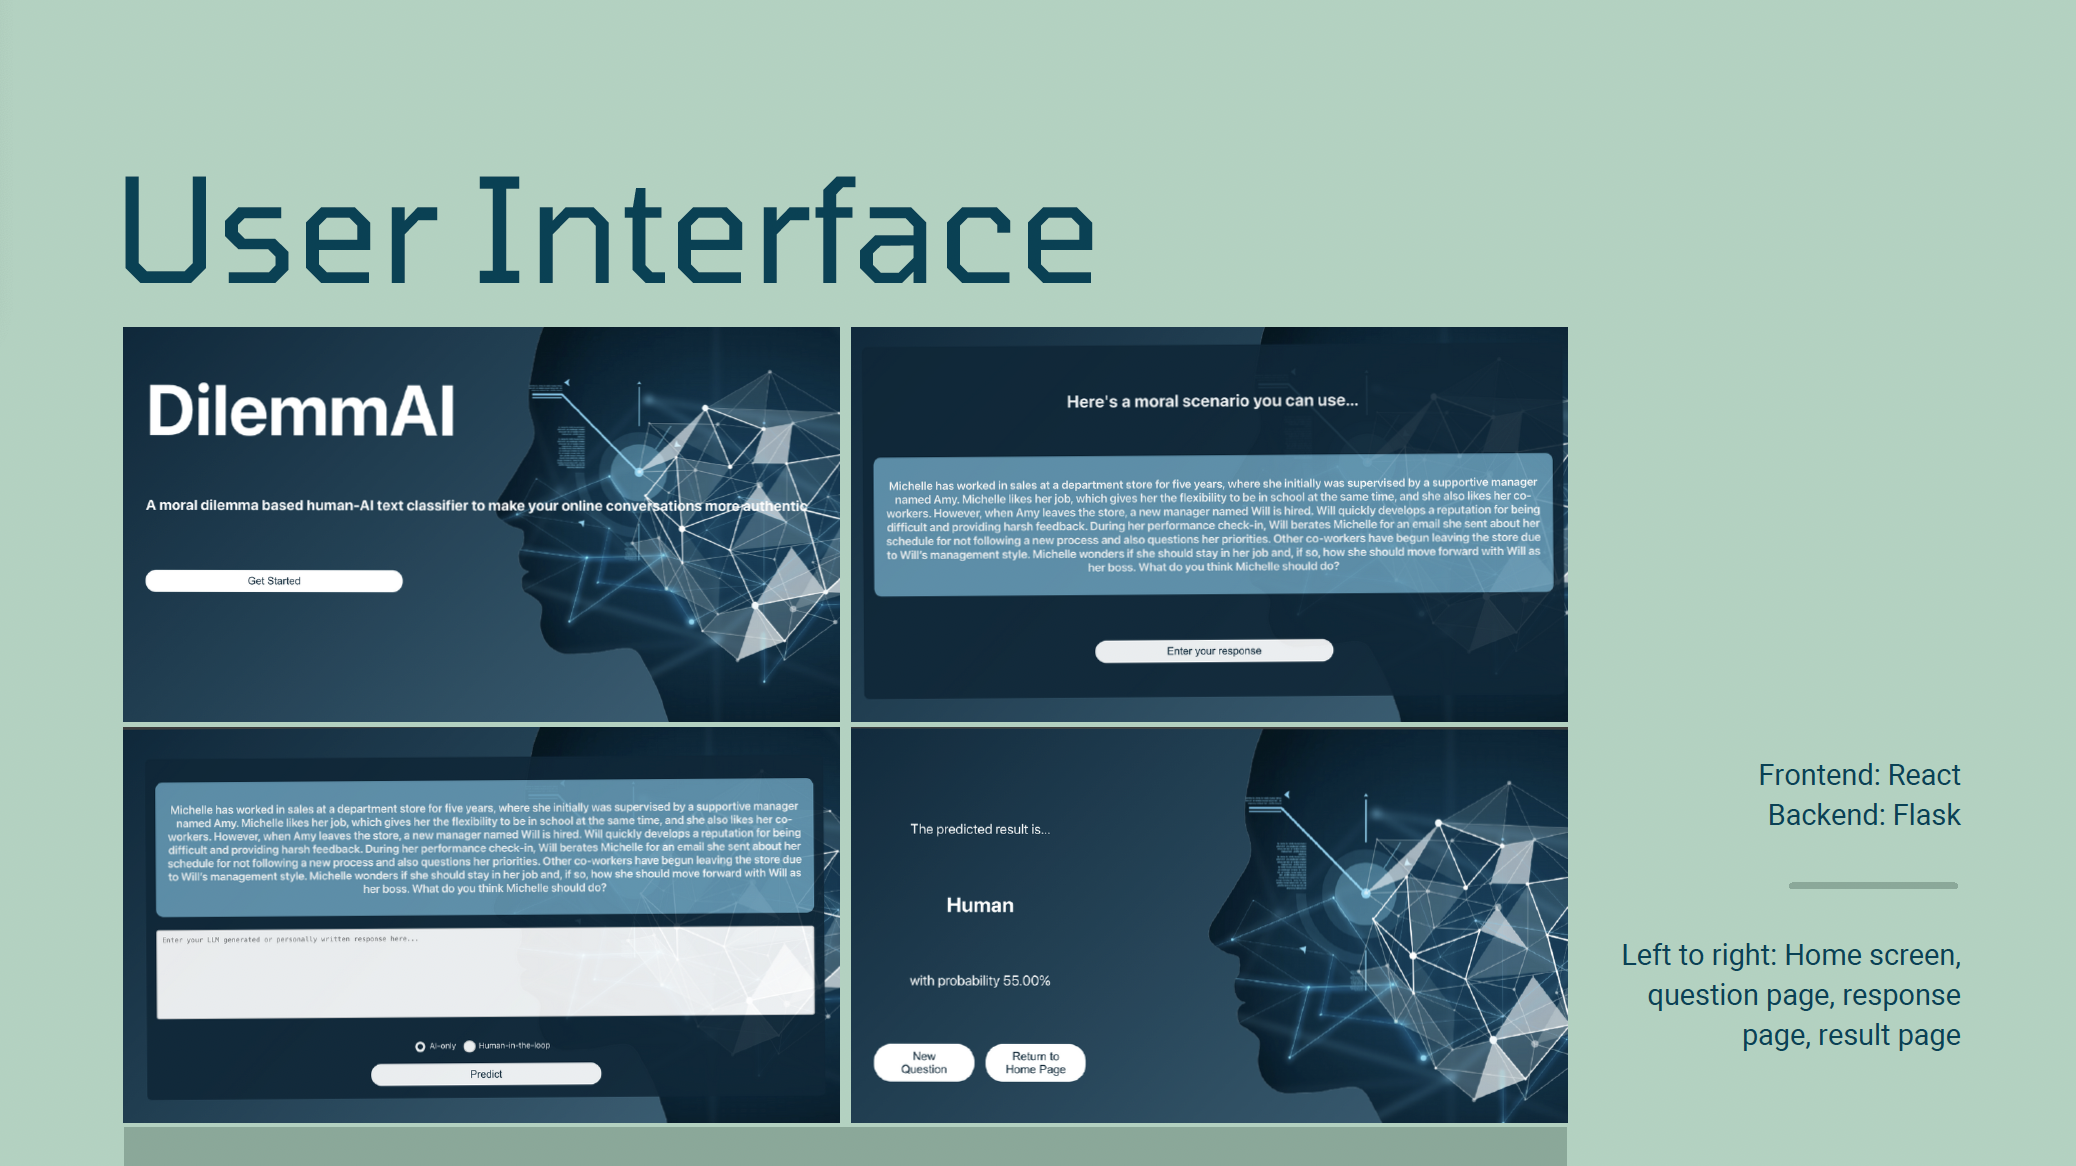 User Interface
DilemmAI
A moral dilemma based human-AI text classifier to make your online conversations more authentic
Get Started
Here's a moral scenario you can use...
Michelle has worked in sales at a department store for five years, where she initially was supervised by a supportive manager
named Amy. Michelle likes her job, which gives her the flexibility to be in school at the same time, and she also likes her co-
workers. However, when Amy leaves the store, a new manager named Will is hired. Will quickly develops a reputation for being
difficult and providing harsh feedback. During her performance check-in, Will berates Michelle for an email she sent about her
schedule for not following a new process and also questions her priorities. Other co-workers have begun leaving the store due
to Will's management style. Michelle wonders if she should stay in her job and, if so, how she should move forward with Will as
her boss. What do you think Michelle should do?
Enter your response
Michelle has worked in sales at a department store for five years, where she initially was supervised by a supportive manager
named Amy. Michelle likes her job, which gives her the flexibility to be in school at the same time, and she also likes her co-
workers. However, when Amy leaves the store, a new manager named Will is hired. Will quickly develops a reputation for being
difficult and providing harsh feedback. During her performance check-in, Will berates Michelle for an email she sent about her
schedule for not following a new process and also questions her priorities. Other co-workers have begun leaving the store due
to Will's management style. Michelle wonders if she should stay in her job and, if so, how she should move forward with Will as
her boss. What do you think Michelle should do?
Enter your LLM generated or personally written response here...
AI-only Human-in-the-loop
Predict
The predicted result is...
Human
with probability 55.00%
New
Question
Return to
Home Page
Frontend: React
Backend: Flask
Left to right: Home screen,
question page, response
page, result page